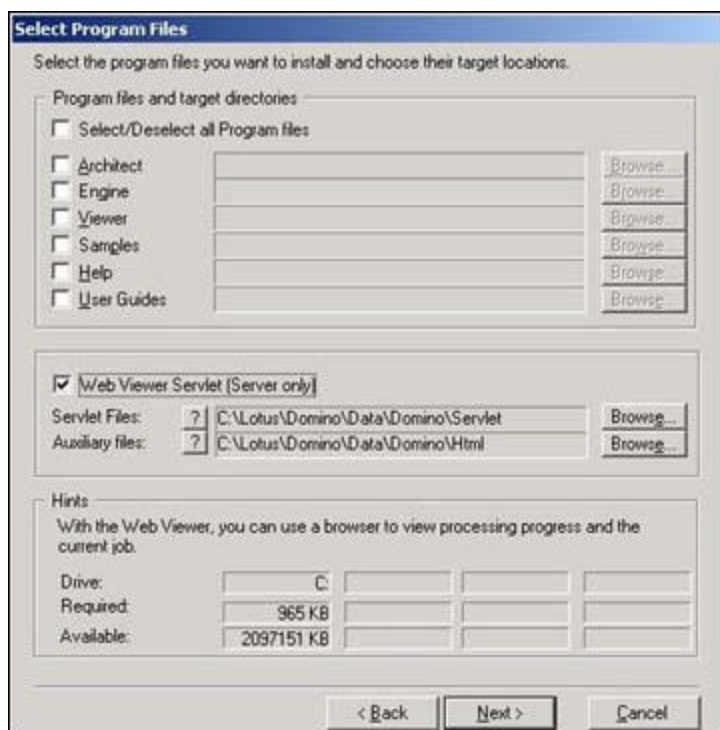 Select Program Files
Select the program files you want to install and choose their target locations.
Program files and target directories
Select/Deselect all Program files
Architect Browse...
Engine Browse...
Viewer Browse...
Samples Browse...
Help Browse...
User Guides Browse...
Web Viewer Servlet (Server only)
Servlet Files: ? C:\Lotus\Domino\Data\Domino\Servlet Browse...
Auxiliary files: ? C:\Lotus\Domino\Data\Domino\Html Browse...
Hints
With the Web Viewer, you can use a browser to view processing progress and the
current job.
Drive: C:
Required: 965 KB
Available: 2097151 KB
< Back Next > Cancel